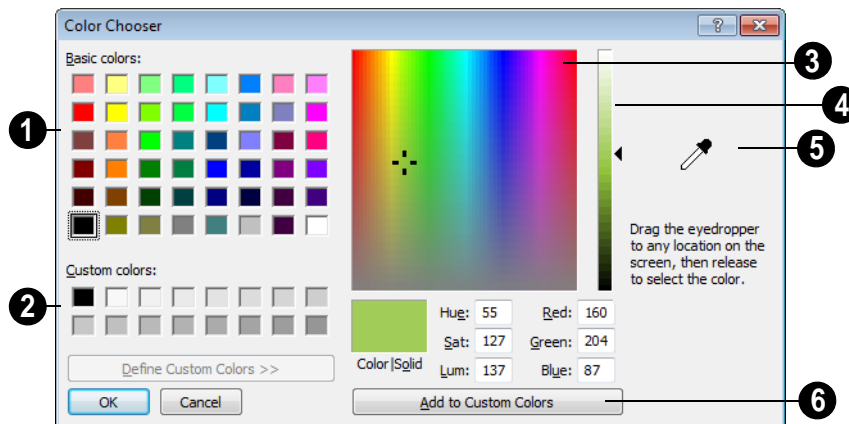 Color Chooser
?
Basic colors:
3
4
1
5
Drag the eyedropper
to any location on the
screen, then release
to select the color.
Custom colors:
2
Hue: 55 Red: 160
Sat: 127 Green: 204
Color|Solid
Lum: 137 Blue: 87
Define Custom Colors >>
OK Cancel Add to Custom Colors
6